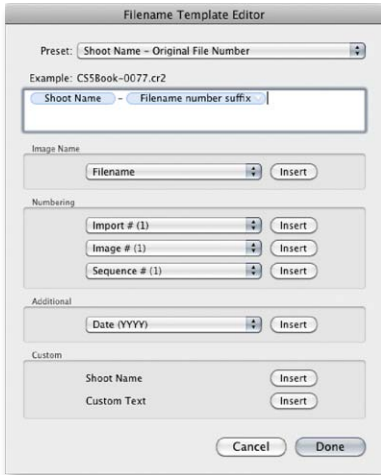 Filename Template Editor
Preset: Shoot Name – Original File Number
Example: CS5Book-0077.cr2
Shoot Name – Filename number suffix
Image Name
Filename Insert
Numbering
Import # (1) Insert
Image # (1) Insert
Sequence # (1) Insert
Additional
Date (YYYY) Insert
Custom
Shoot Name Insert
Custom Text Insert
Cancel Done